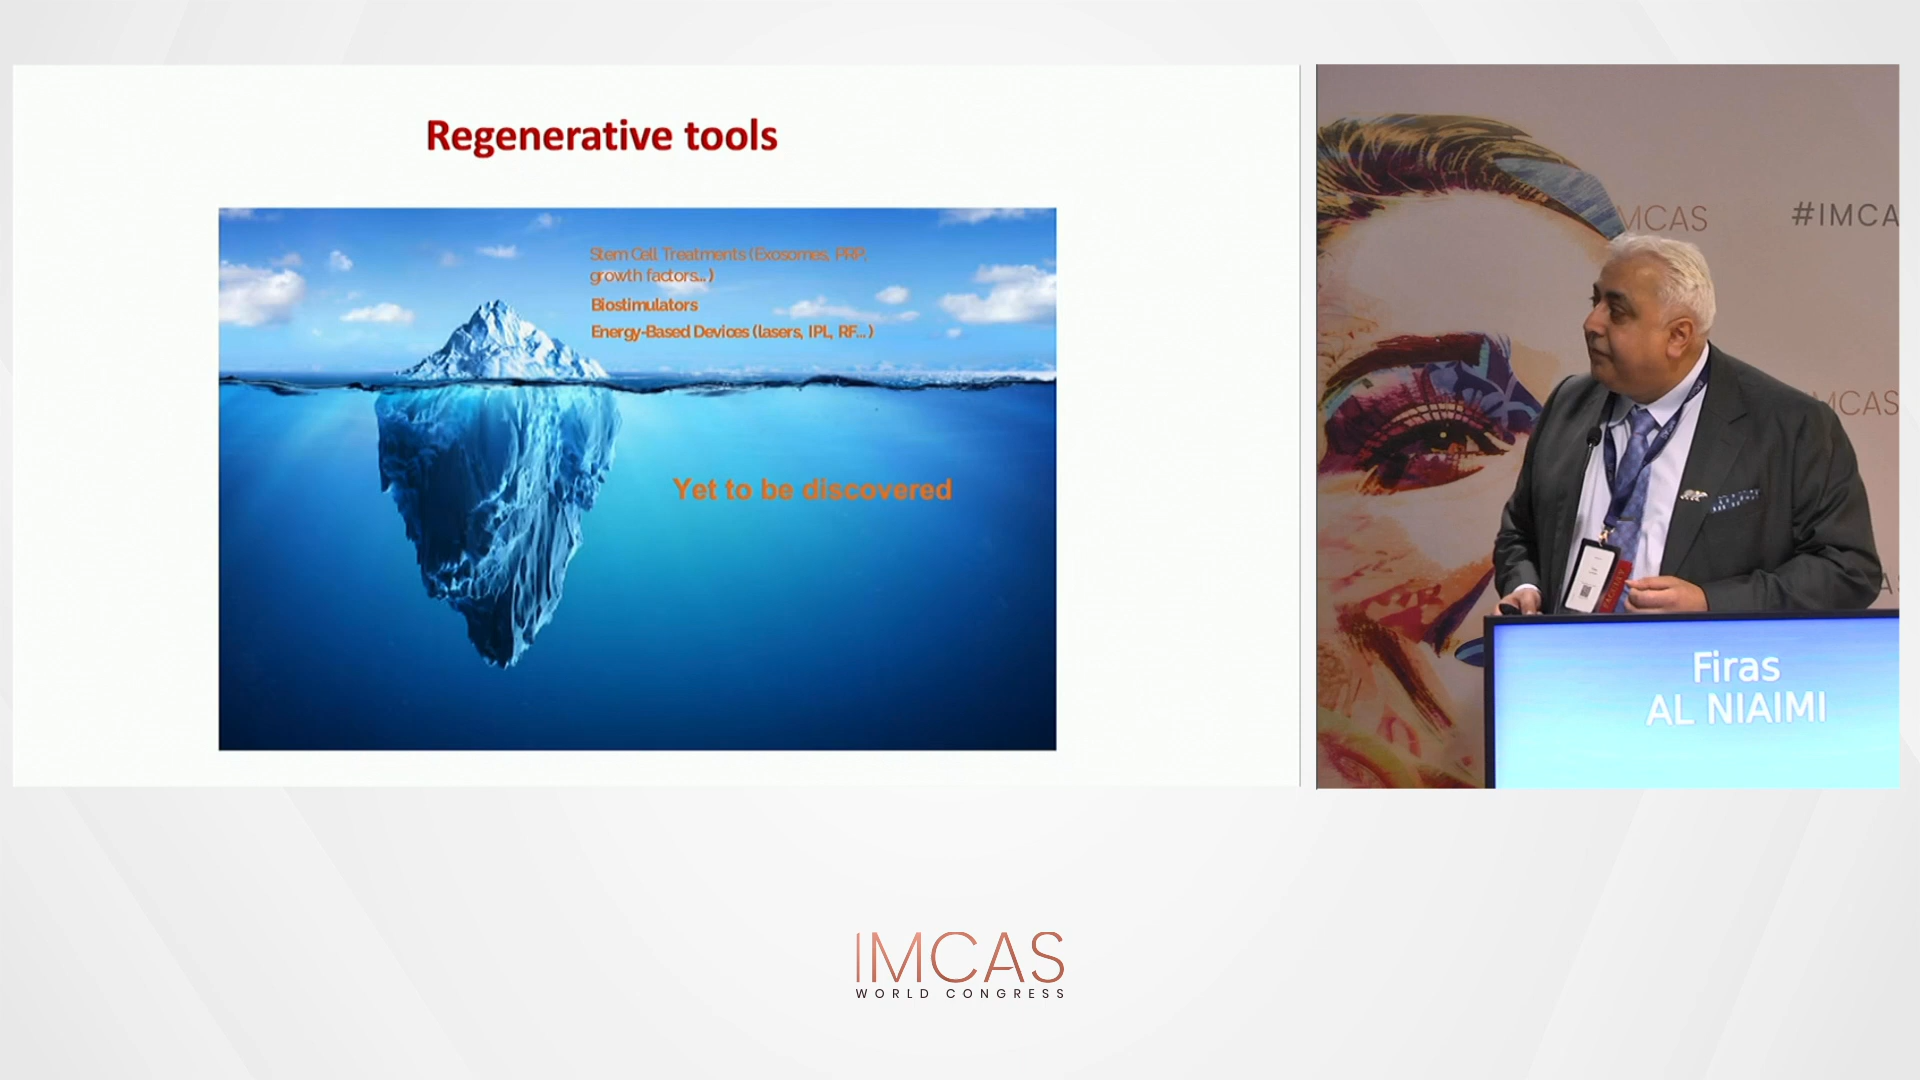 Regenerative tools
Stem Cell Treatments (Exosomes, PRP,
growth factors...)
Biostimulators
Energy-Based Devices (lasers, IPL, RF...)
Yet to be discovered
MCAS
#IMCA
MCAS
Firas
AL NIAIMI
IMCAS
WORLD CONGRESS